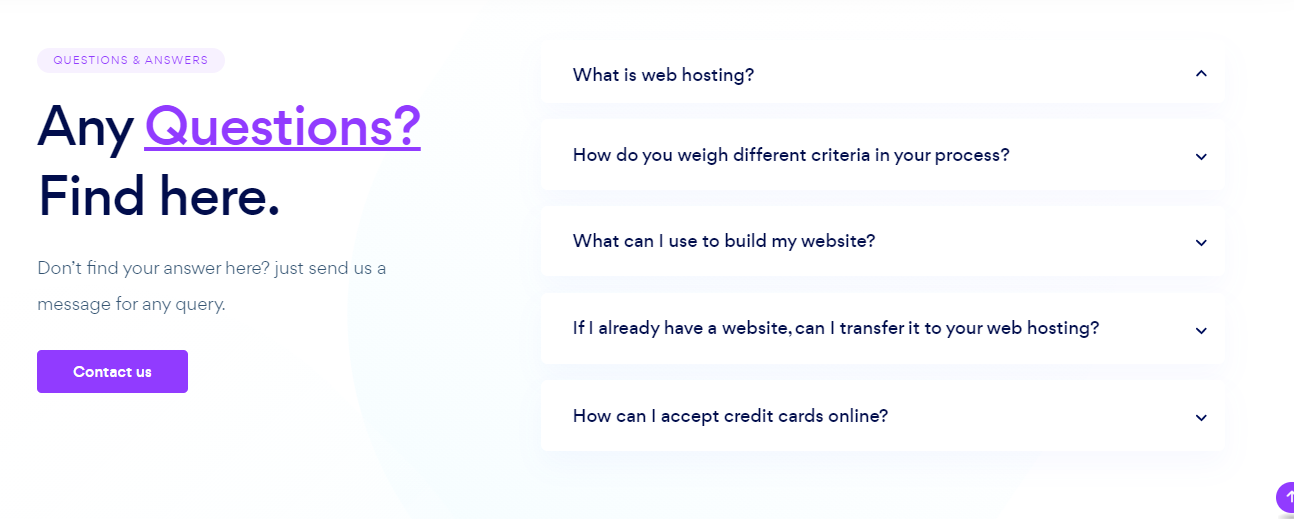 QUESTIONS & ANSWERS
Any Questions?
Find here.
Don’t find your answer here? just send us a
message for any query.
Contact us
What is web hosting?
How do you weigh different criteria in your process?
What can I use to build my website?
If I already have a website, can I transfer it to your web hosting?
How can I accept credit cards online?